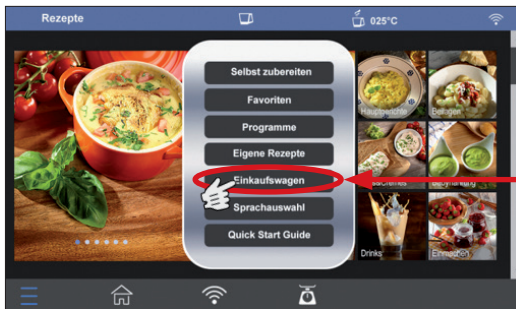 Rezepte
025°C
Selbst zubereiten
Favoriten
Programme
Eigene Rezepte
Einkaufswagen
Sprachauswahl
Quick Start Guide
Hauptgerichte
Beilagen
Drinks
Einmachen